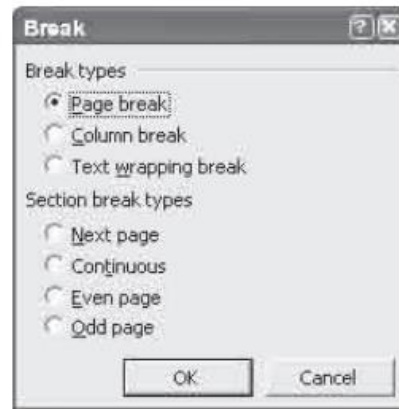 Break
Break types
Page break
Column break
Text wrapping break
Section break types
Next page
Continuous
Even page
Odd page
OK Cancel